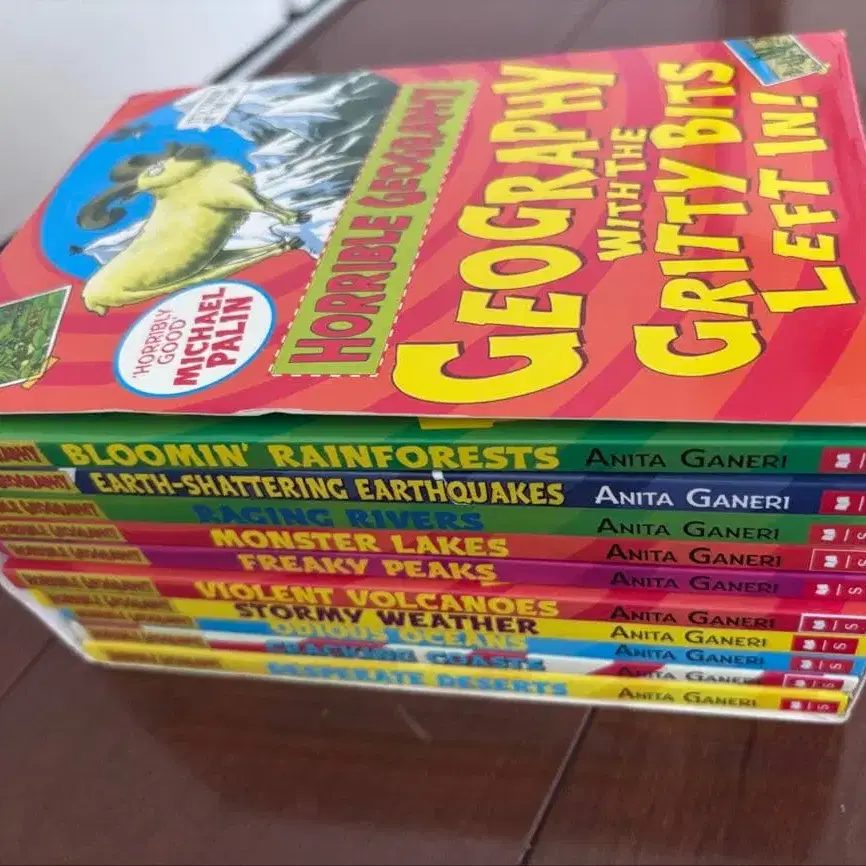 HORRIBLE GEOGRAPHY
GEOGRAPHY
WITH THE
GRITTY BITS
LEFT IN!
'HORRIBLY
GOOD'
MICHAEL
PALIN
BLOOMIN' RAINFORESTS ANITA GANERI
EARTH-SHATTERING EARTHQUAKES ANITA GANERI
RAGING RIVERS ANITA GANERI
MONSTER LAKES ANITA GANERI
FREAKY PEAKS ANITA GANERI
VIOLENT VOLCANOES ANITA GANERI
STORMY WEATHER ANITA GANERI
ODIOUS OCEANS ANITA GANERI
CRACKING COASTS ANITA GANERI
DESPERATE DESERTS ANITA GANERI